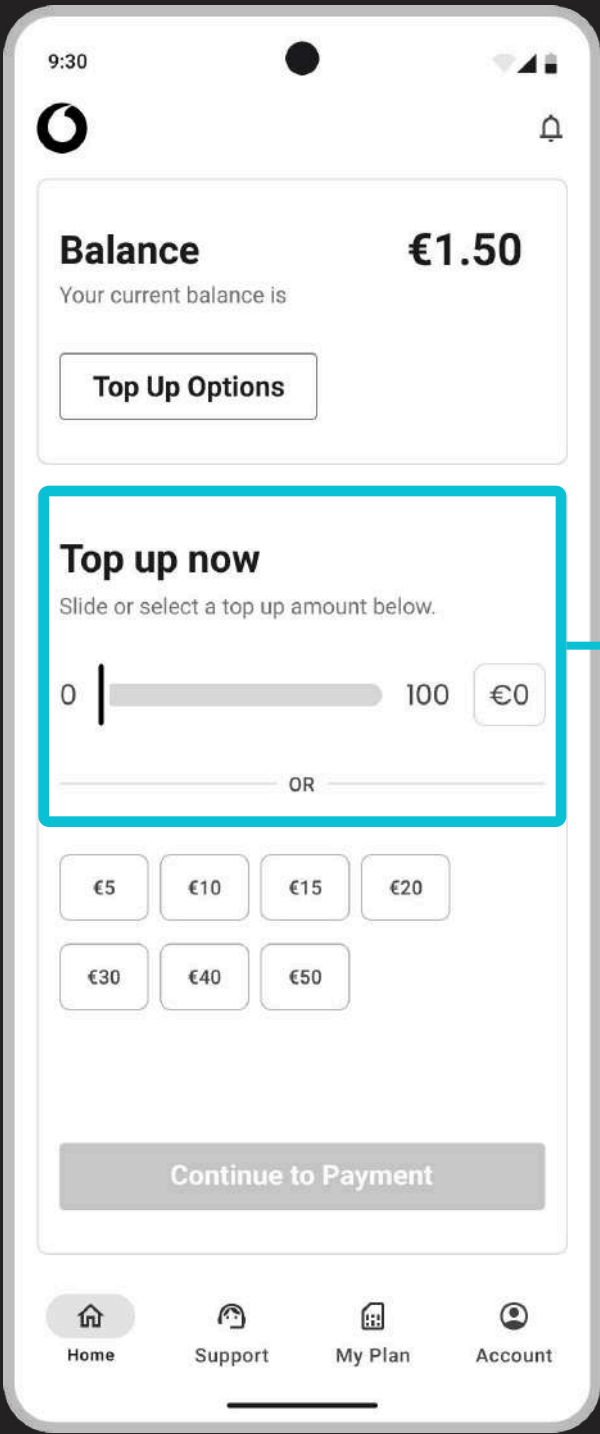 9:30
Balance €1.50
Your current balance is
Top Up Options
Top up now
Slide or select a top up amount below.
0 100 €0
OR
€5 €10 €15 €20
€30 €40 €50
Continue to Payment
Home Support My Plan Account